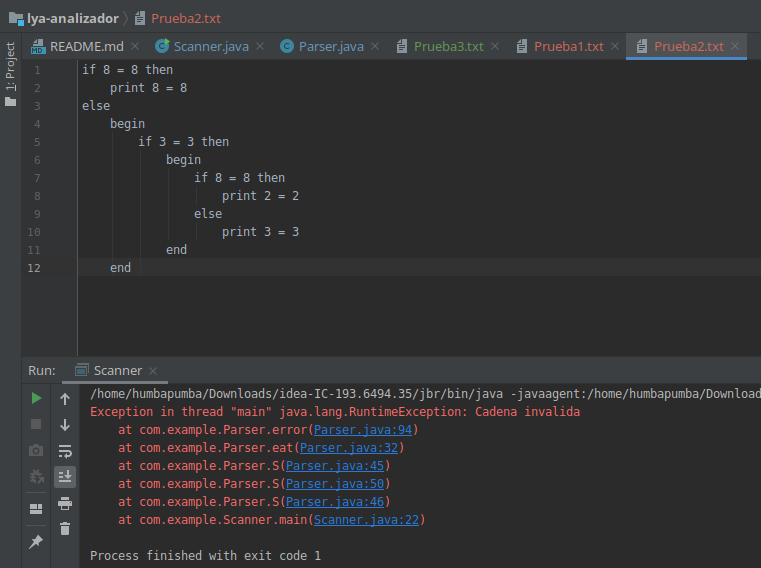 lya-analizador
Prueba2.txt
1: Project
README.md
Scanner.java
Parser.java
Prueba3.txt
Prueba1.txt
Prueba2.txt
1 if 8 = 8 then
2 print 8 = 8
3 else
4 begin
5 if 3 = 3 then
6 begin
7 if 8 = 8 then
8 print 2 = 2
9 else
10 print 3 = 3
11 end
12 end
Run: Scanner
/home/humbapumba/Downloads/idea-IC-193.6494.35/jbr/bin/java -javaagent:/home/humbapumba/Download
Exception in thread "main" java.lang.RuntimeException: Cadena invalida
at com.example.Parser.error(Parser.java:94)
at com.example.Parser.eat(Parser.java:32)
at com.example.Parser.S(Parser.java:45)
at com.example.Parser.S(Parser.java:50)
at com.example.Parser.S(Parser.java:46)
at com.example.Scanner.main(Scanner.java:22)
Process finished with exit code 1